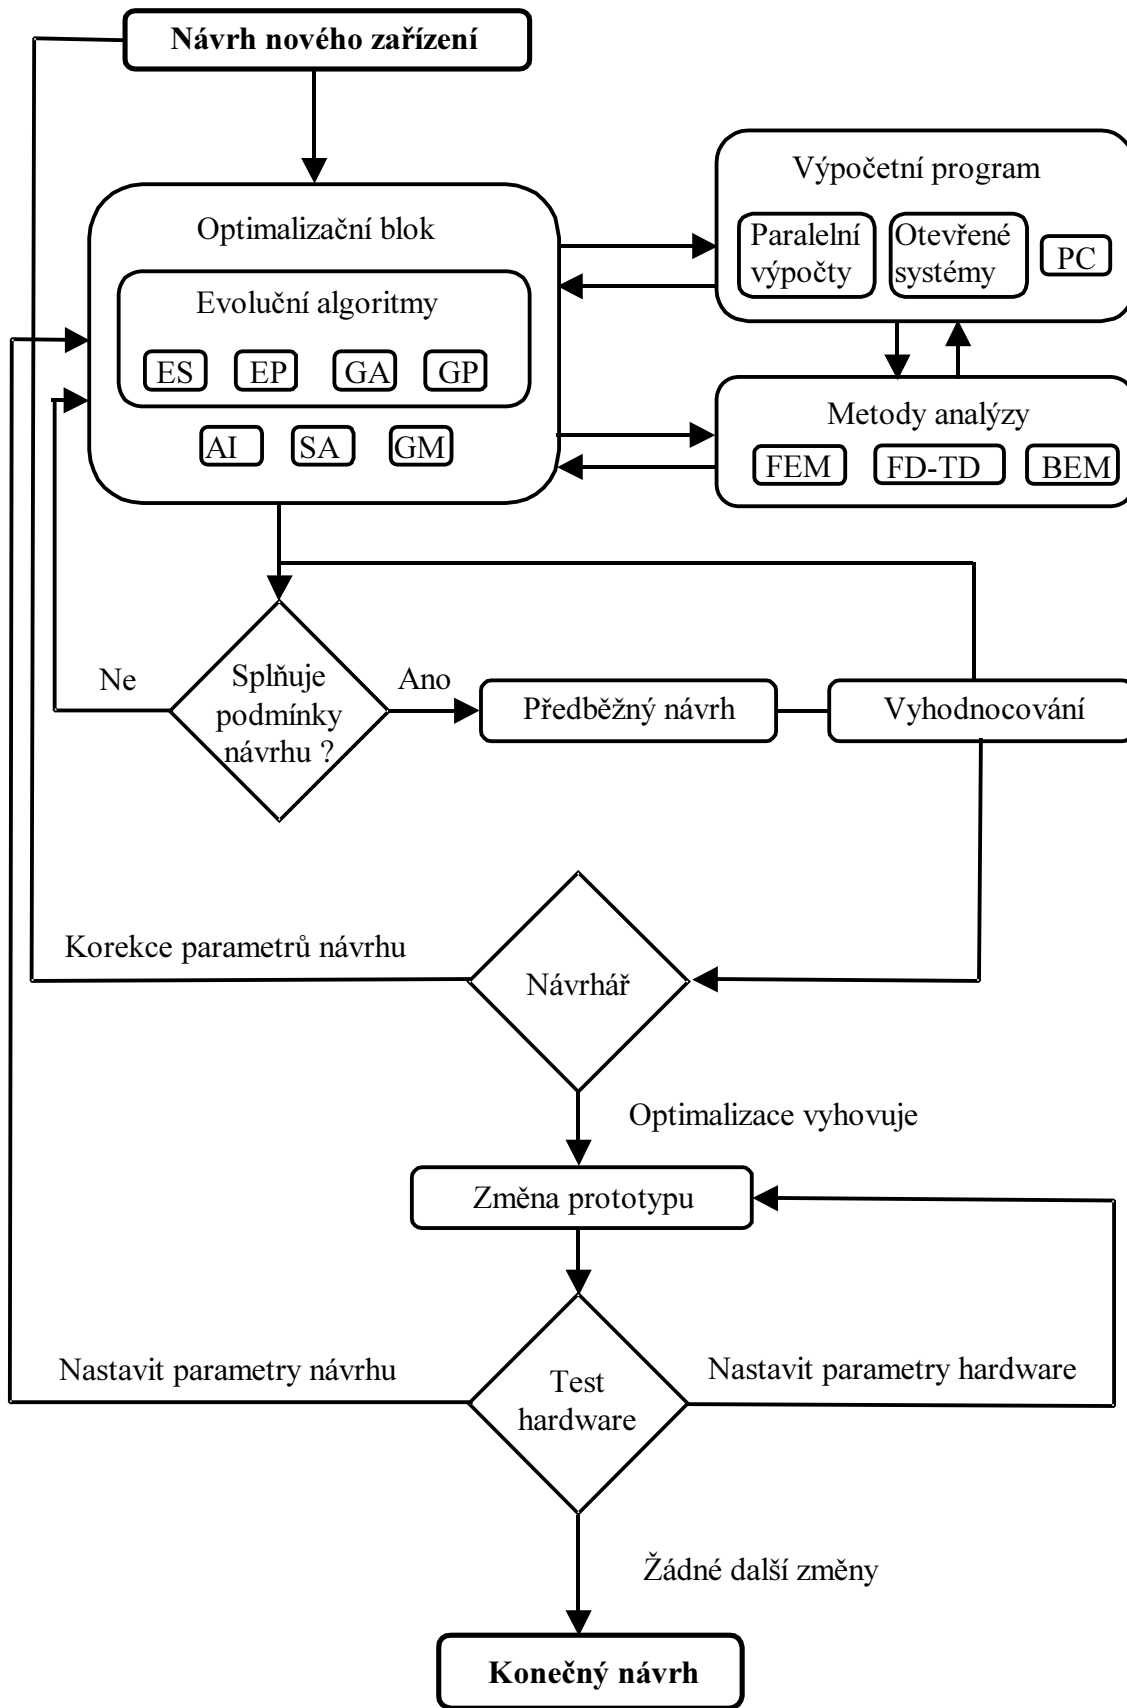 Návrh nového zařízení
Výpočetní program
Paralelní
výpočty
Otevřené
systémy
PC
Optimalizační blok
Evoluční algoritmy
ES
EP
GA
GP
AI
SA
GM
Metody analýzy
FEM
FD-TD
BEM
Ne
Splňuje
podmínky
návrhu ?
Ano
Předběžný návrh
Vyhodnocování
Korekce parametrů návrhu
Návrhář
Optimalizace vyhovuje
Změna prototypu
Nastavit parametry návrhu
Test
hardware
Nastavit parametry hardware
Žádné další změny
Konečný návrh